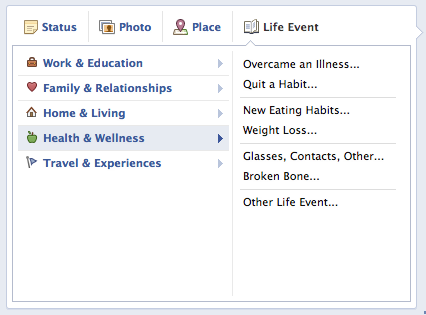 Status Photo Place Life Event
Work & Education
Family & Relationships
Home & Living
Health & Wellness
Travel & Experiences
Overcame an Illness...
Quit a Habit...
New Eating Habits...
Weight Loss...
Glasses, Contacts, Other...
Broken Bone...
Other Life Event...